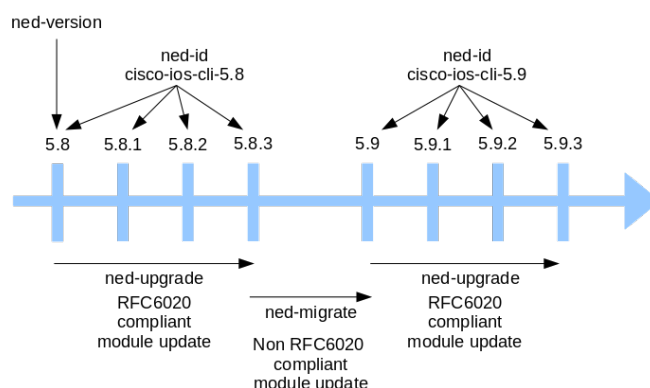 ned-version
ned-id
cisco-ios-cli-5.8
ned-id
cisco-ios-cli-5.9
5.8
5.8.1
5.8.2
5.8.3
5.9
5.9.1
5.9.2
5.9.3
ned-upgrade
RFC6020
compliant
module update
ned-migrate
Non RFC6020
compliant
module update
ned-upgrade
RFC6020
compliant
module update